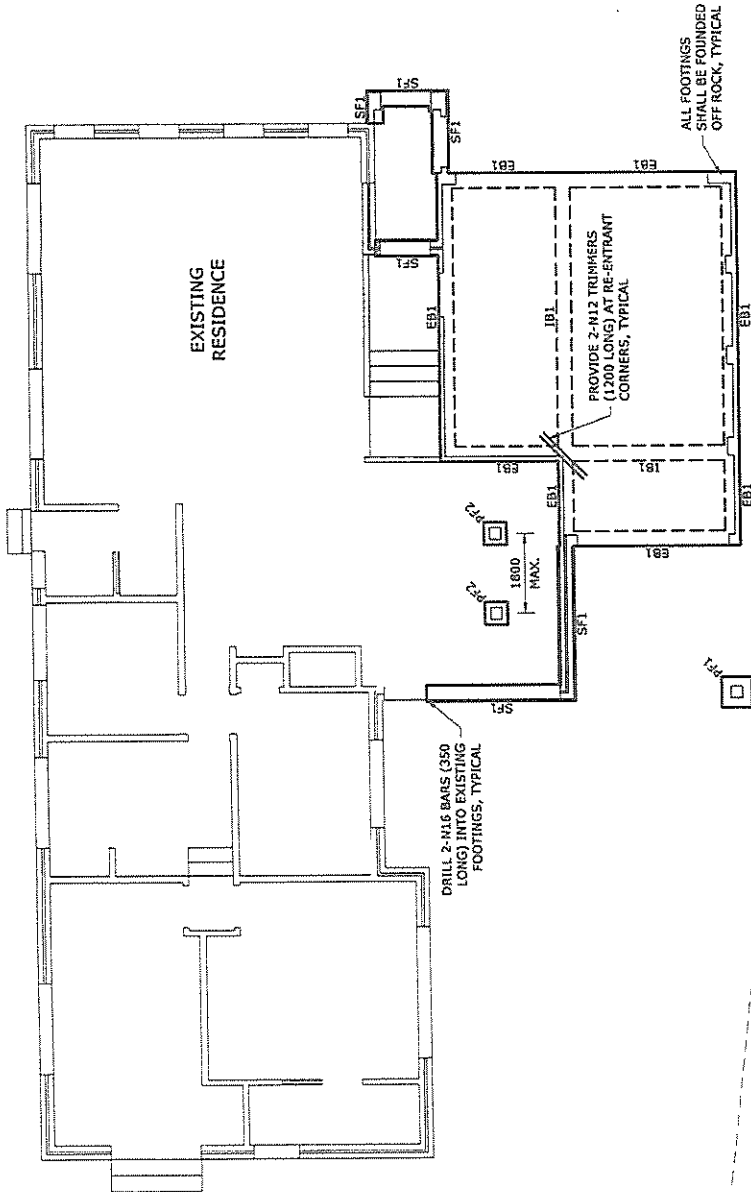 EXISTING
RESIDENCE
SF1
SF1
SF1
SF1
EB1
EB1
EB1
EB1
IB1
PROVIDE 2-N12 TRIMMERS
(1200 LONG) AT RE-ENTRANT
CORNERS, TYPICAL
ALL FOOTINGS
SHALL BE FOUNDED
OFF ROCK, TYPICAL
EB1
IB1
EB1
EB1
EB1
PF2
PF2
1800
MAX.
SF1
SF1
DRILL 2-N16 BARS (350
LONG) INTO EXISTING
FOOTINGS, TYPICAL
PF1